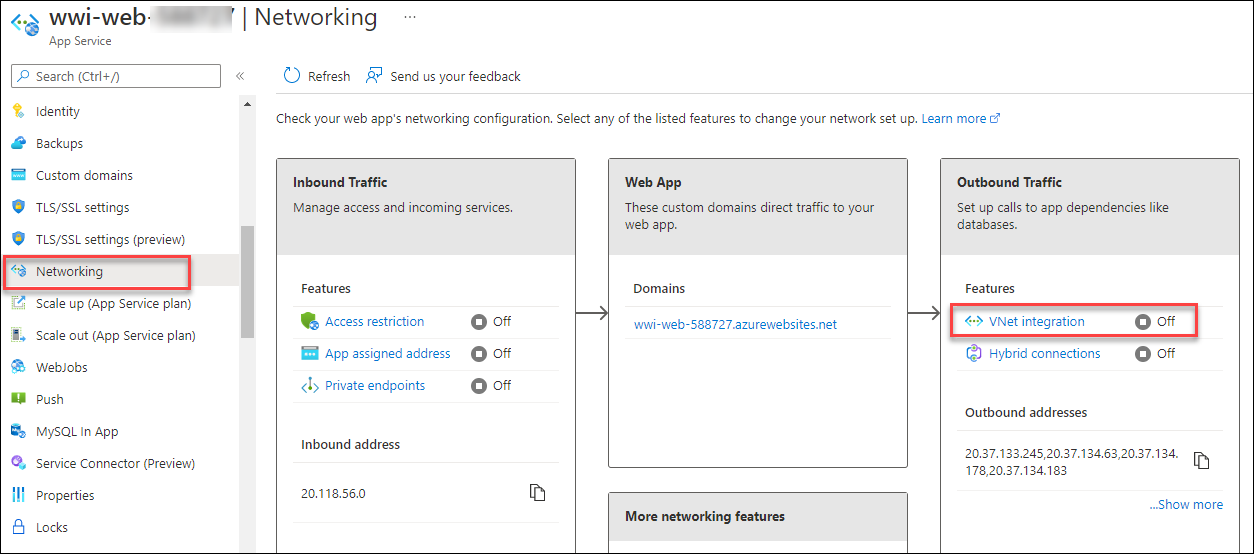 wwi-web- | Networking ...
App Service
Search (Ctrl+/)
«
Identity
Backups
Custom domains
TLS/SSL settings
TLS/SSL settings (preview)
Networking
Scale up (App Service plan)
Scale out (App Service plan)
WebJobs
Push
MySQL In App
Service Connector (Preview)
Properties
Locks
Refresh
Send us your feedback
Check your web app's networking configuration. Select any of the listed features to change your network set up. Learn more
Inbound Traffic
Manage access and incoming services.
Features
Access restriction Off
App assigned address Off
Private endpoints Off
Inbound address
20.118.56.0
Web App
These custom domains direct traffic to your
web app.
Domains
wwi-web-588727.azurewebsites.net
More networking features
Outbound Traffic
Set up calls to app dependencies like
databases.
Features
VNet integration Off
Hybrid connections Off
Outbound addresses
20.37.133.245,20.37.134.63,20.37.134.
178,20.37.134.183
...Show more